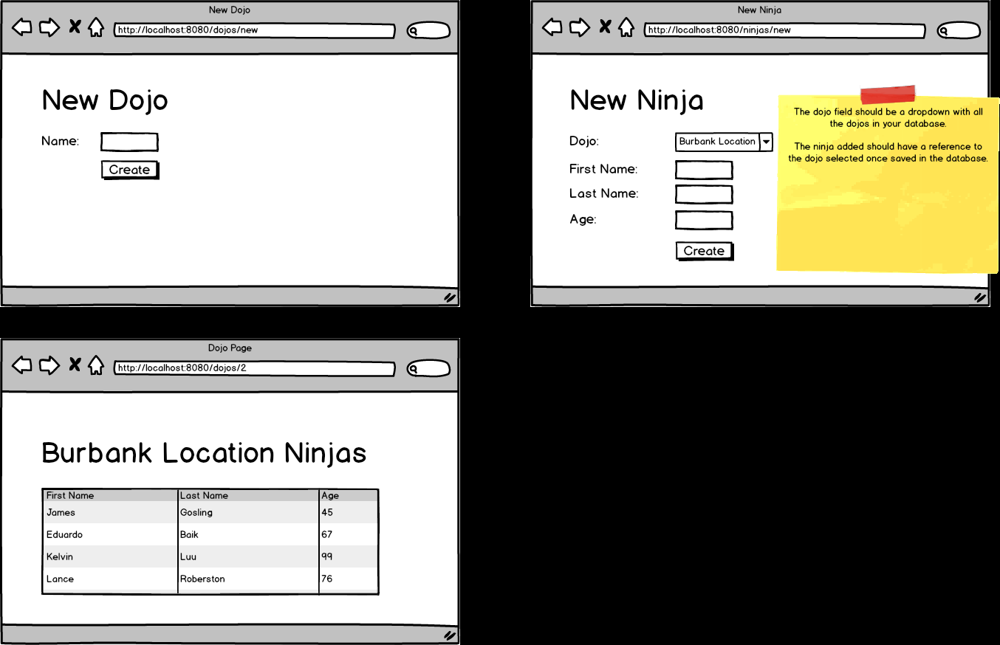 New Dojo
http://localhost:8080/dojos/new
New Dojo
Name:
Create
New Ninja
http://localhost:8080/ninjas/new
New Ninja
Dojo: Burbank Location
First Name:
Last Name:
Age:
Create
The dojo field should be a dropdown with all
the dojos in your database.
The ninja added should have a reference to
the dojo selected once saved in the database.
Dojo Page
http://localhost:8080/dojos/2
Burbank Location Ninjas
First Name Last Name Age
James Gosling 45
Eduardo Baik 67
Kelvin Luu 99
Lance Roberston 76